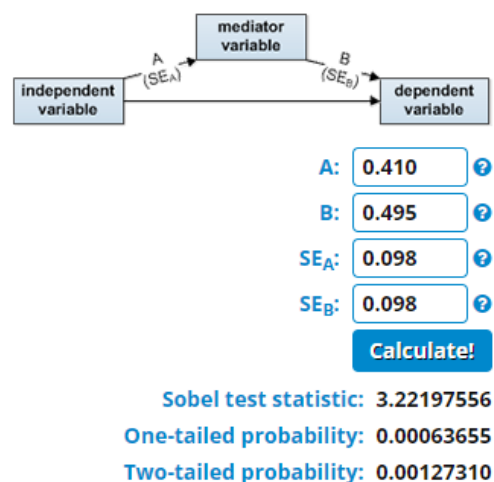 mediator
variable
A
(SEA)
B
(SEB)
independent
variable
dependent
variable
A: 0.410 ?
B: 0.495 ?
SEA: 0.098 ?
SEB: 0.098 ?
Calculate!
Sobel test statistic: 3.22197556
One-tailed probability: 0.00063655
Two-tailed probability: 0.00127310